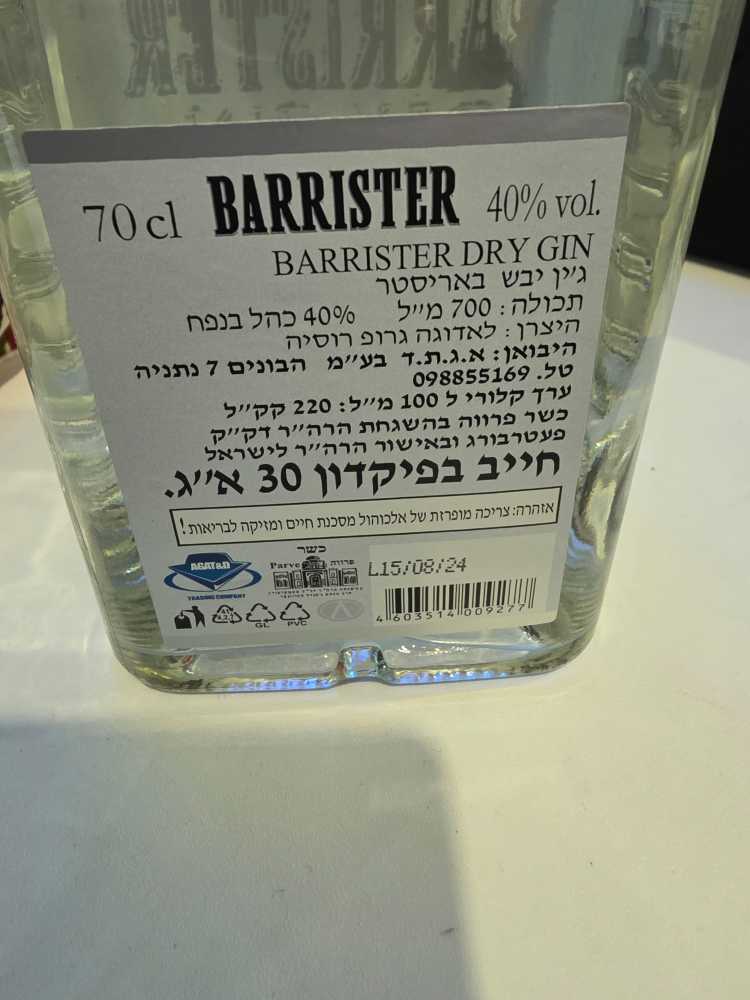 70 cl BARRISTER 40% vol.
BARRISTER DRY GIN
ג'ין יבש באריסטר
תכולה: 700 מ''ל 40% כהל בנפח
היצרן: לאדוגה גרופ רוסיה
היבואן: א.ג.ת.ד בע''מ הבונים 7 נתניה
טל. 098855169
ערך קלורי ל 100 מ''ל: 220 קק''ל
כשר פרווה בהשגחת הרה''ר דק''ק
פעטרבורג ובאישור הרה''ר לישראל
חייב בפיקדון 30 א''ג.
אזהרה: צריכה מופרזת של אלכוהול מסכנת חיים ומזיקה לבריאות!
AGAT&D
TRADING COMPANY
כשר
Parve פרווה
L15/08/24
GL
PVC
4 603514 009277